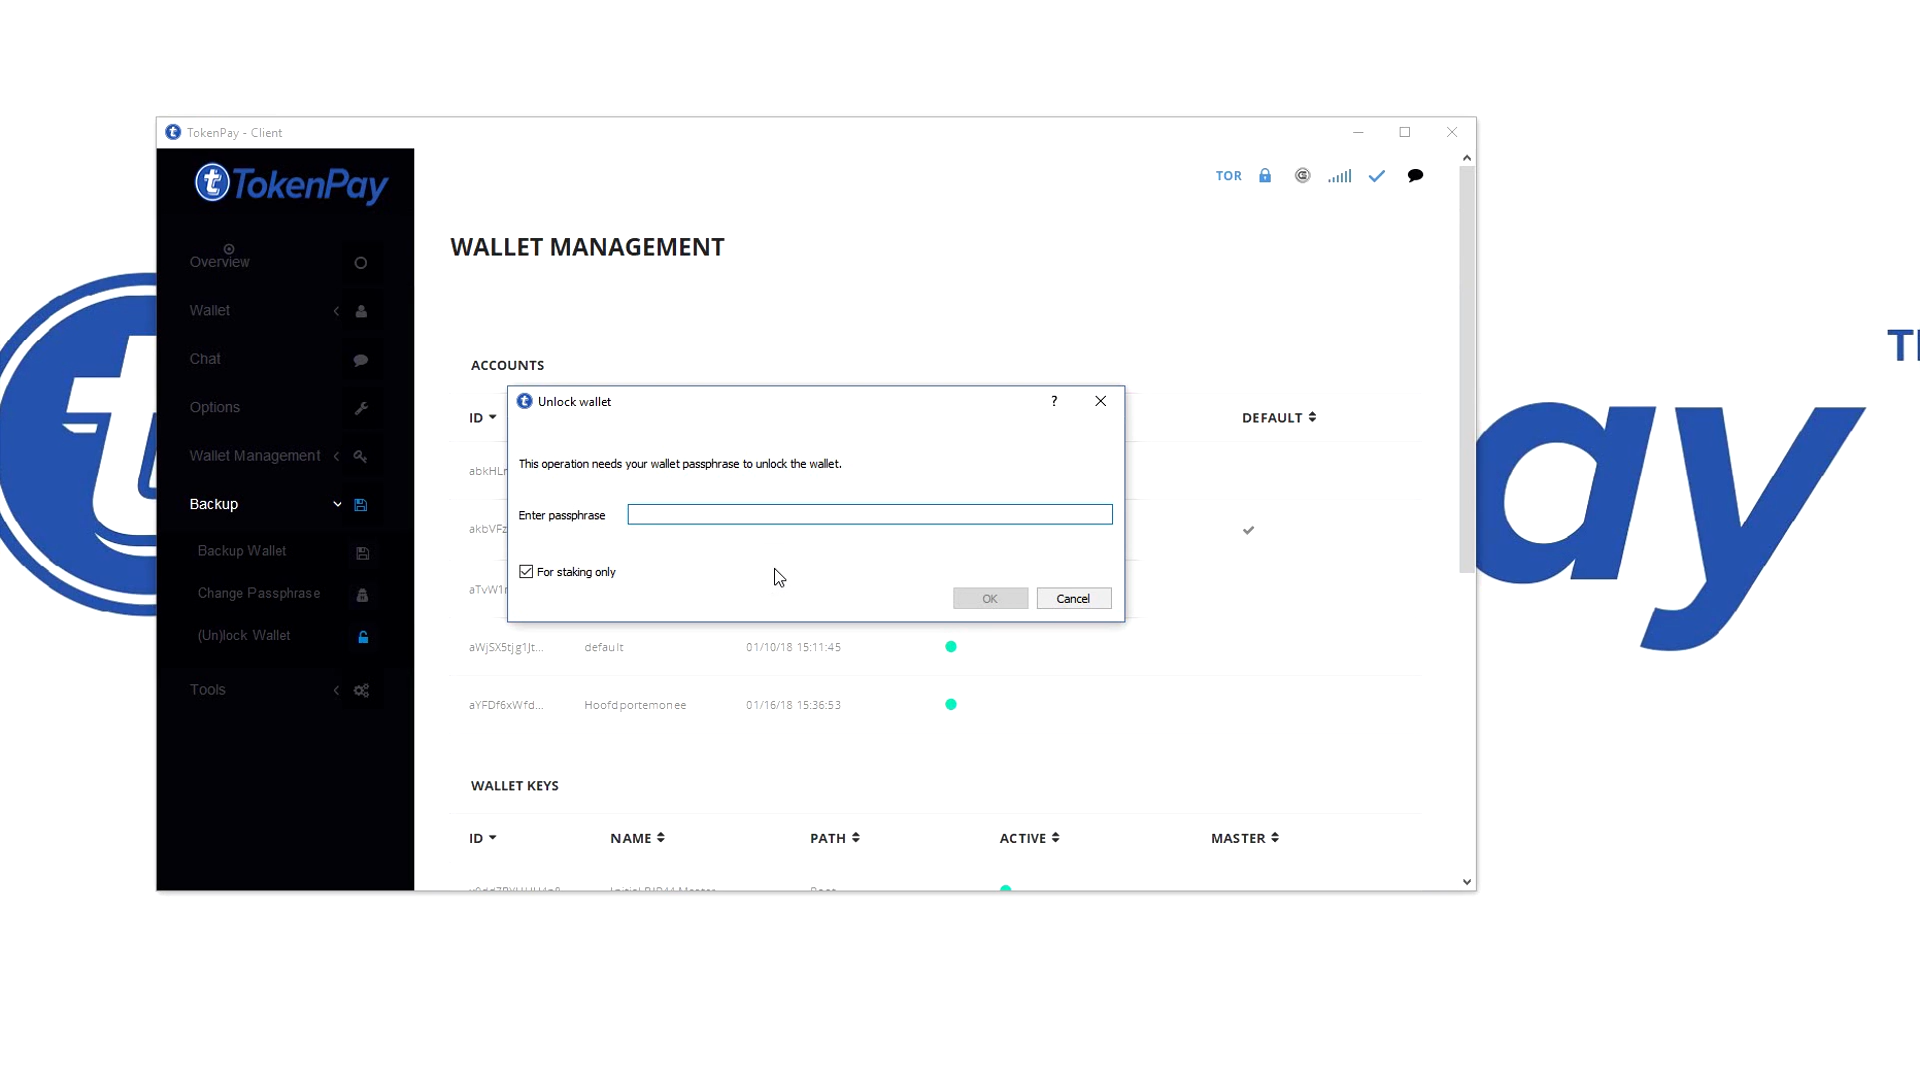 TokenPay - Client
TokenPay
TOR
Overview
Wallet
Chat
Options
Wallet Management
Backup
Backup Wallet
Change Passphrase
(Un)lock Wallet
Tools
WALLET MANAGEMENT
ACCOUNTS
ID
DEFAULT
Unlock wallet
This operation needs your wallet passphrase to unlock the wallet.
Enter passphrase
For staking only
OK
Cancel
aWjSX5tjg1Jt... default 01/10/18 15:11:45
aYFDf6xWfd... Hoofdportemonee 01/16/18 15:36:53
WALLET KEYS
ID NAME PATH ACTIVE MASTER
ay